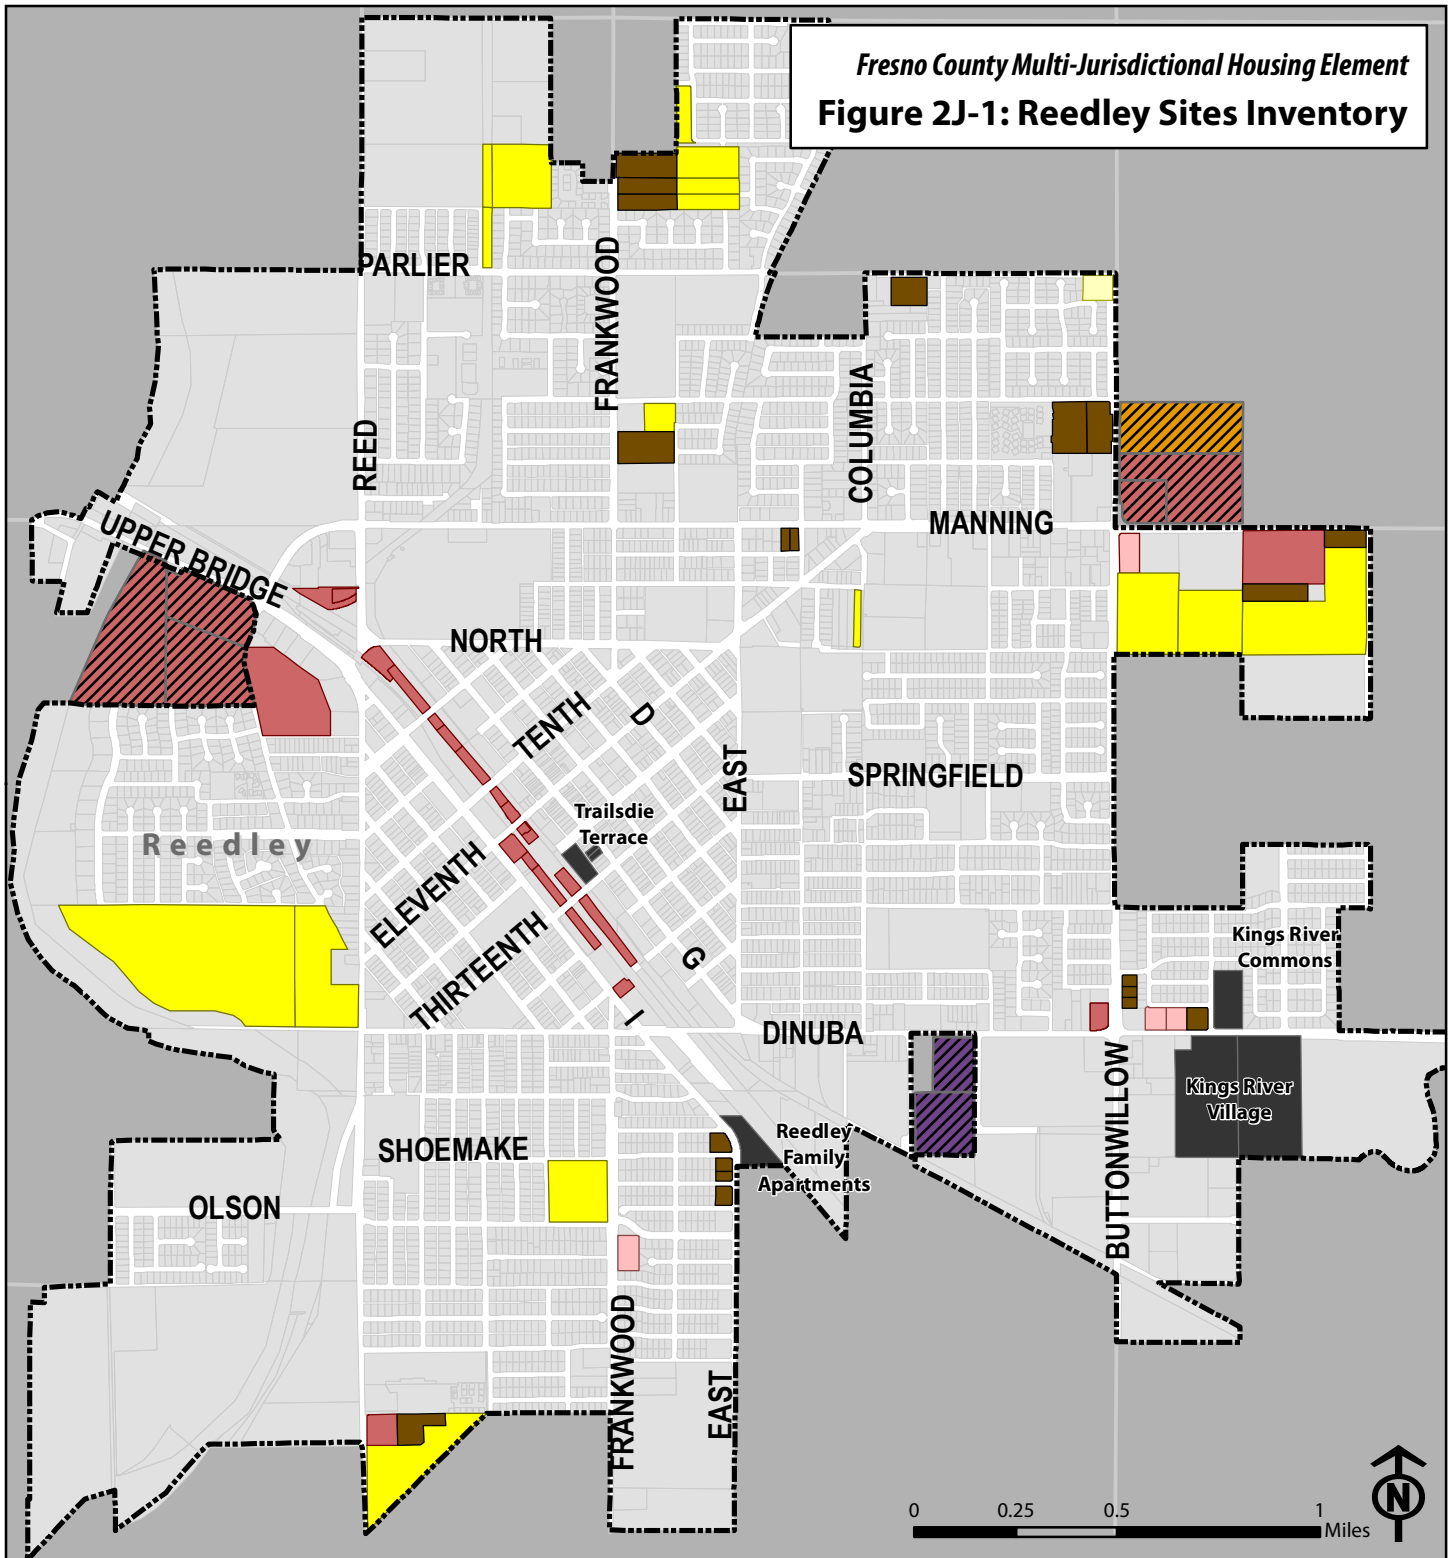 Fresno County Multi-Jurisdictional Housing Element
Figure 2J-1: Reedley Sites Inventory
PARLIER
FRANKWOOD
REED
COLUMBIA
MANNING
UPPER BRIDGE
NORTH
TENTH
D
EAST
SPRINGFIELD
Trailsdie
Terrace
Reedley
ELEVENTH
THIRTEENTH
G
I
Kings River
Commons
DINUBA
BUTTONWILLOW
Kings River
Village
SHOEMAKE
Reedley
Family
Apartments
OLSON
FRANKWOOD
EAST
0 0.25 0.5 1
Miles
N